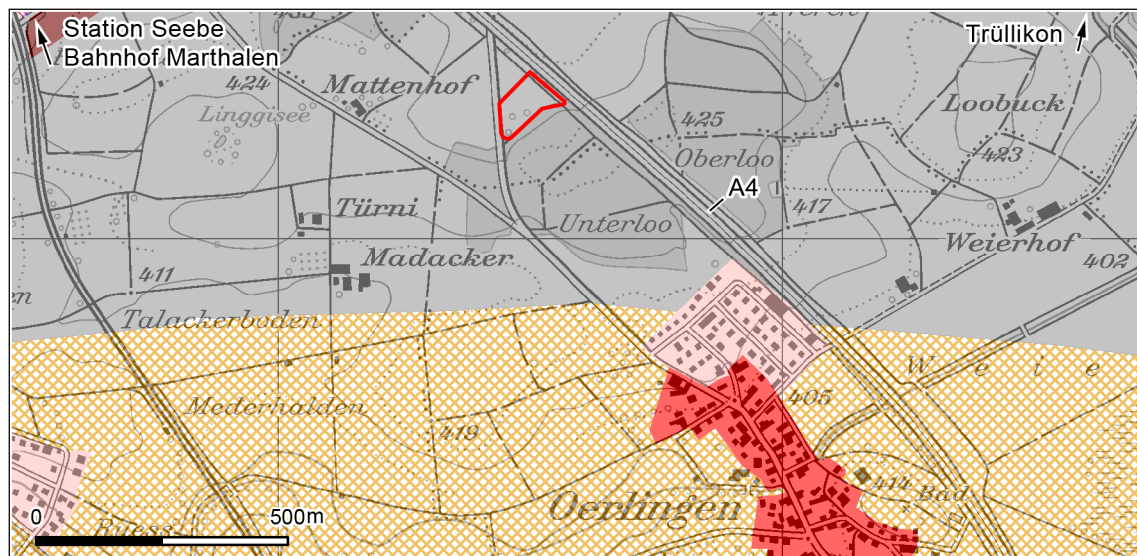 Station Seebe
Bahnhof Marthalen
Trüllikon
424
Mattenhof
Linggisee
425
Loobuck
Oberloo
423
A4
Türni
417
Unterloo
Weierhof
Madacker
402
411
Talackerboden
W e i e
Mederhalden
405
419
414
Bad
Oerlingen
0
500m
Ruess